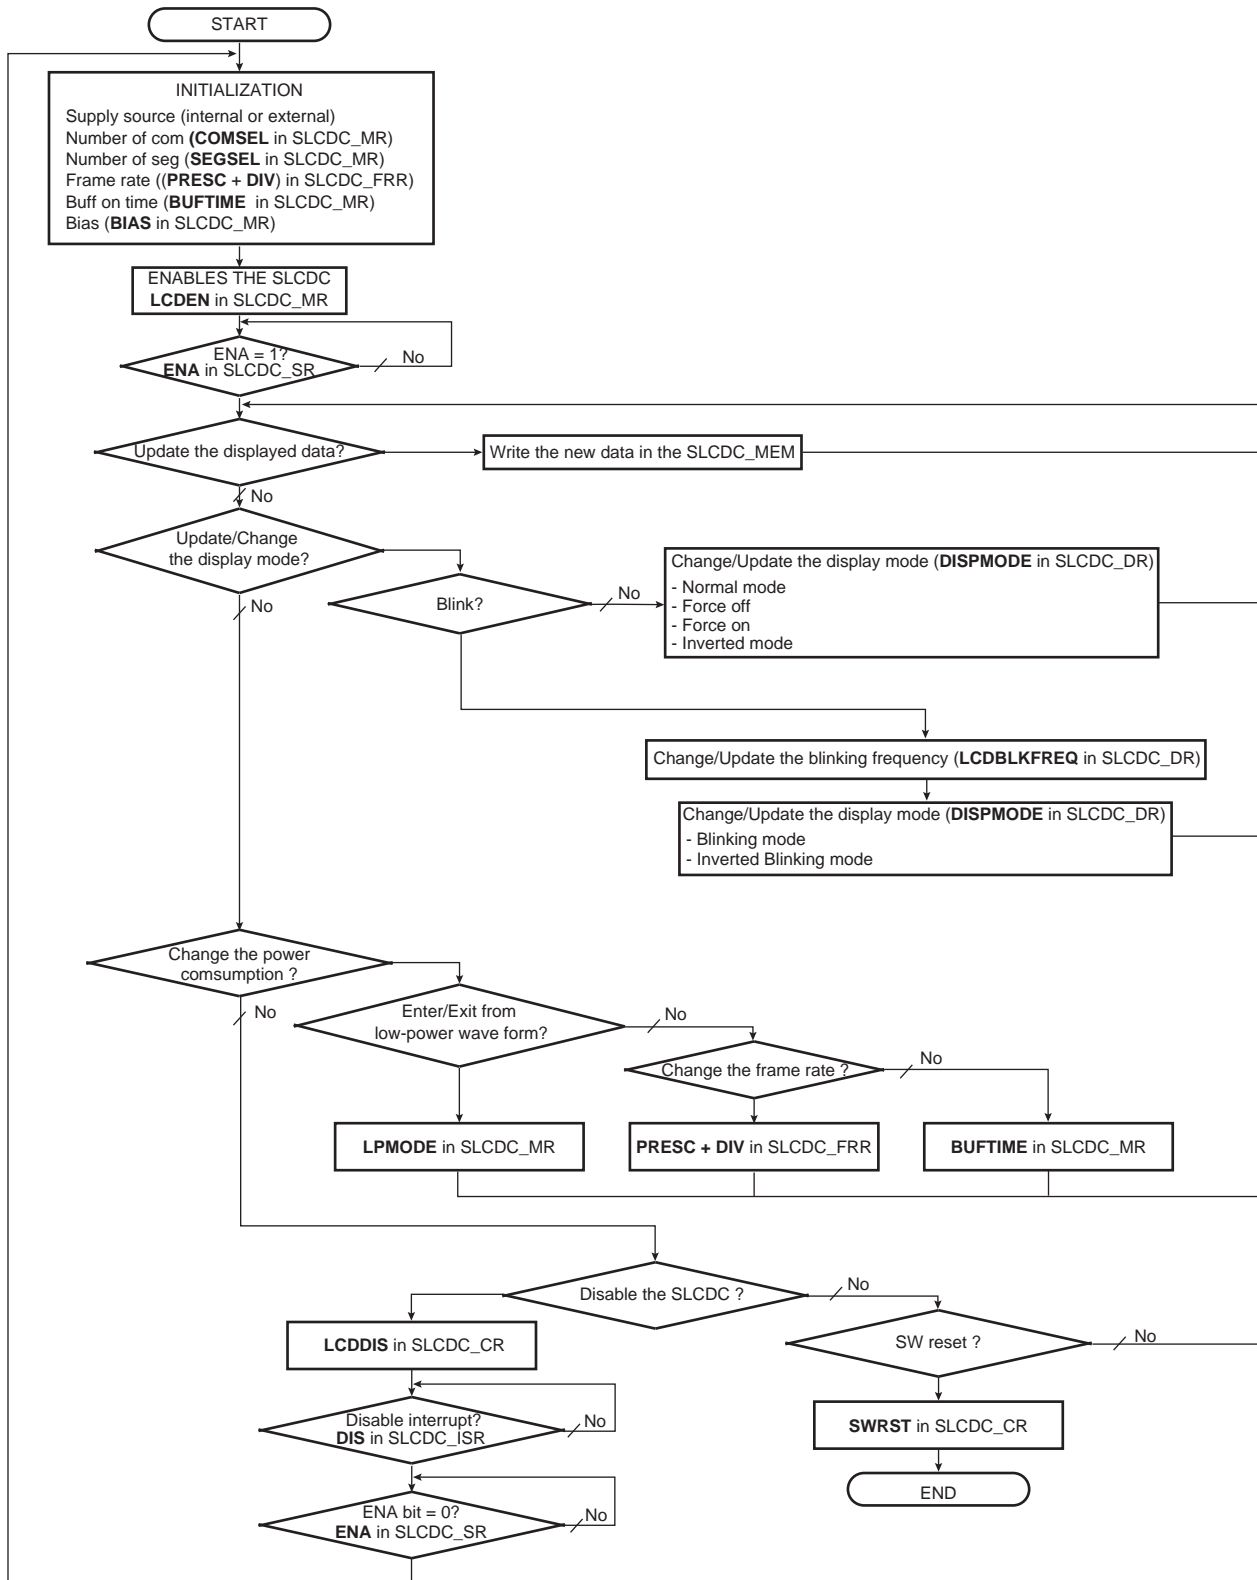 START
INITIALIZATION
Supply source (internal or external)
Number of com (COMSEL in SLCDC_MR)
Number of seg (SEGSEL in SLCDC_MR)
Frame rate ((PRESC + DIV) in SLCDC_FRR)
Buff on time (BUFTIME in SLCDC_MR)
Bias (BIAS in SLCDC_MR)
ENABLES THE SLCDC
LCDEN in SLCDC_MR
ENA = 1?
ENA in SLCDC_SR
No
Update the displayed data?
Write the new data in the SLCDC_MEM
No
Update/Change
the display mode?
No
Blink?
No
Change/Update the display mode (DISPMODE in SLCDC_DR)
- Normal mode
- Force off
- Force on
- Inverted mode
Change/Update the blinking frequency (LCDBLKFREQ in SLCDC_DR)
Change/Update the display mode (DISPMODE in SLCDC_DR)
- Blinking mode
- Inverted Blinking mode
Change the power
comsumption ?
No
Enter/Exit from
low-power wave form?
No
Change the frame rate ?
No
LPMODE in SLCDC_MR
PRESC + DIV in SLCDC_FRR
BUFTIME in SLCDC_MR
Disable the SLCDC ?
No
LCDDIS in SLCDC_CR
SW reset ?
No
Disable interrupt?
DIS in SLCDC_ISR
No
SWRST in SLCDC_CR
END
ENA bit = 0?
ENA in SLCDC_SR
No